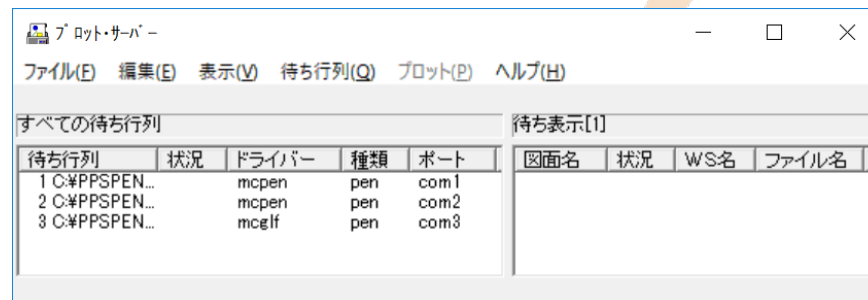 ﾌﾟﾛｯﾄ・ｻｰﾊﾞｰ
ファイル(F) 編集(E) 表示(V) 待ち行列(Q) プロット(P) ヘルプ(H)
すべての待ち行列 待ち表示[1]
待ち行列 状況 ドライバー 種類 ポート 図面名 状況 WS名 ファイル名
1 C:¥PPSPEN... mcpen pen com1
2 C:¥PPSPEN... mcpen pen com2
3 C:¥PPSPEN... mcglf pen com3